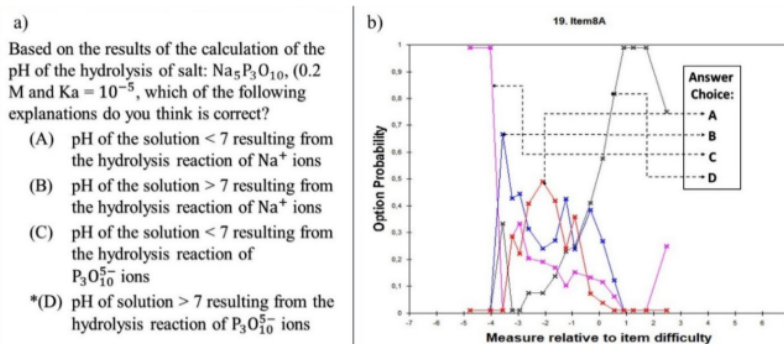 a)
Based on the results of the calculation of the
pH of the hydrolysis of salt: Na₅P₃O₁₀, (0.2
M and Ka = 10⁻⁵, which of the following
explanations do you think is correct?
(A) pH of the solution < 7 resulting from
the hydrolysis reaction of Na⁺ ions
(B) pH of the solution > 7 resulting from
the hydrolysis reaction of Na⁺ ions
(C) pH of the solution < 7 resulting from
the hydrolysis reaction of
P₃O₁₀⁵⁻ ions
*(D) pH of solution > 7 resulting from the
hydrolysis reaction of P₃O₁₀⁵⁻ ions
b)
19. Item8A
Option Probability
1
0,9
0,8
0,7
0,6
0,5
0,4
0,3
0,2
0,1
0
-7 -6 -5 -4 -3 -2 -1 0 1 2 3 4 5 6
Measure relative to item difficulty
Answer
Choice:
A
B
C
D